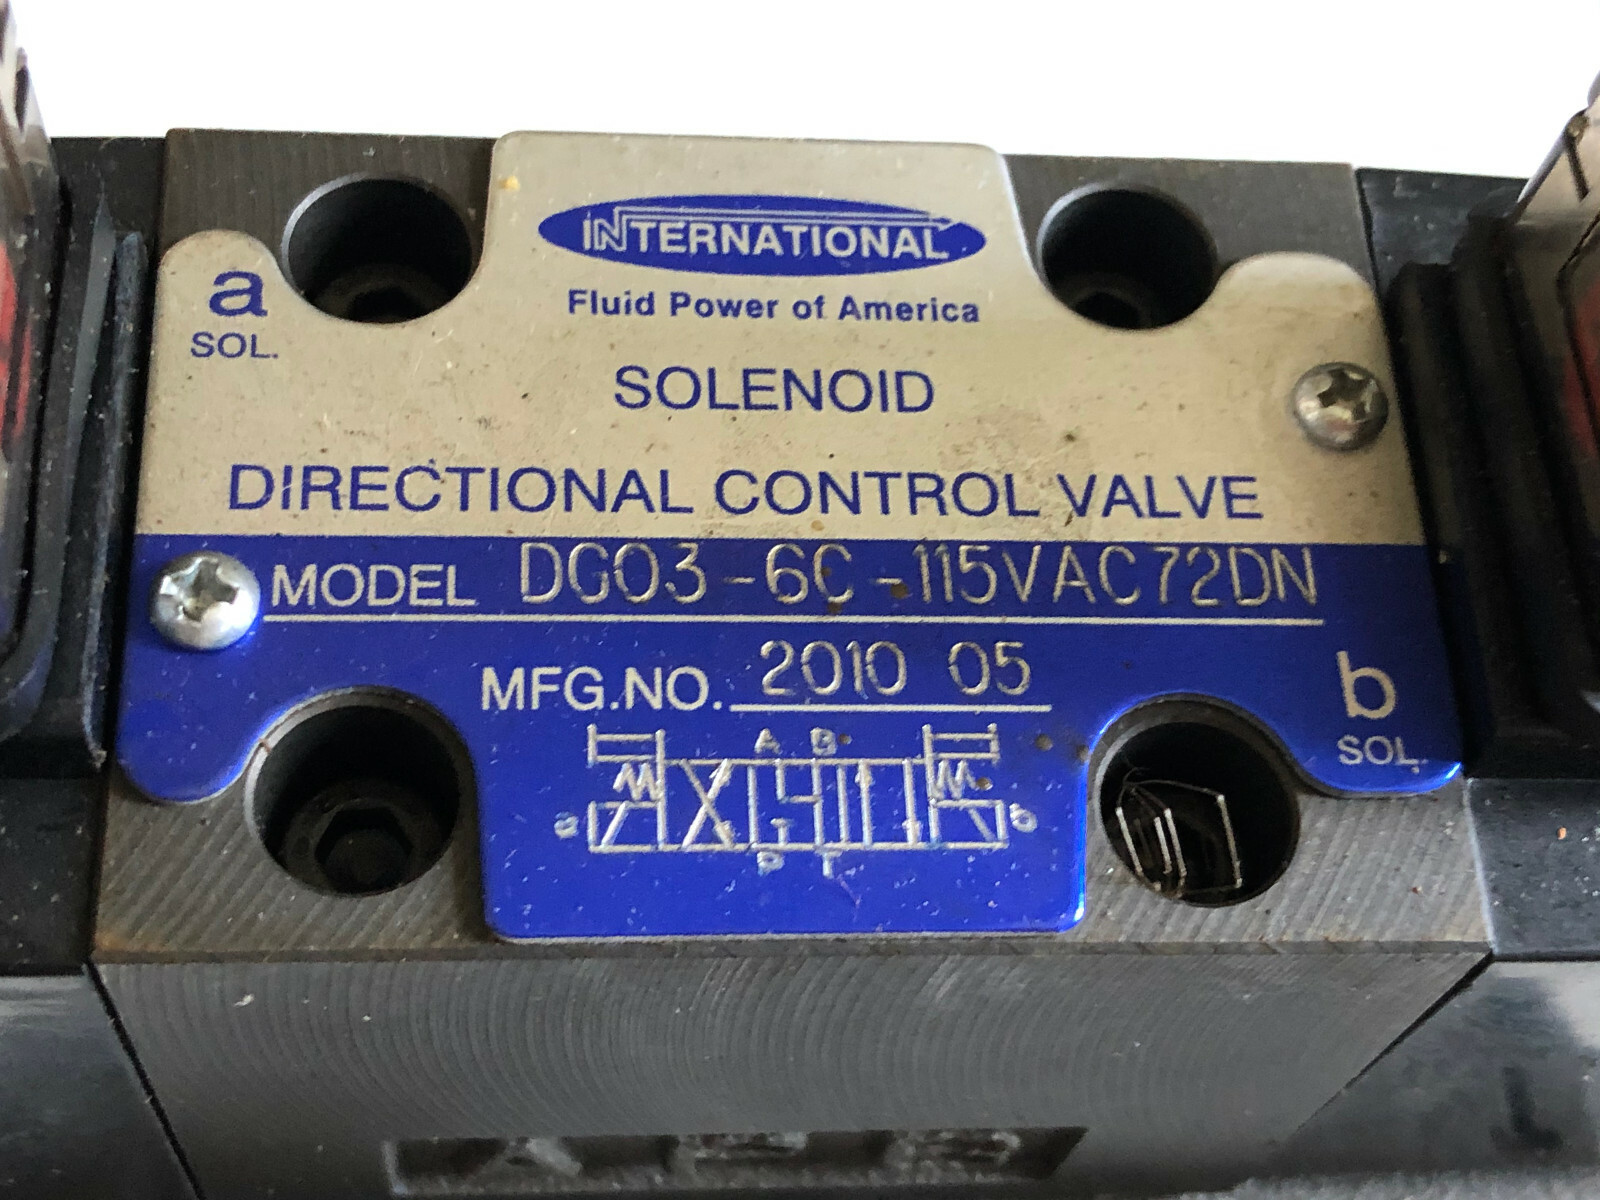 INTERNATIONAL
Fluid Power of America
a
SOL.
SOLENOID
DIRECTIONAL CONTROL VALVE
MODEL DG03-6C-115VAC72DN
MFG.NO. 2010 05
b
SOL.
A B
a b
P T